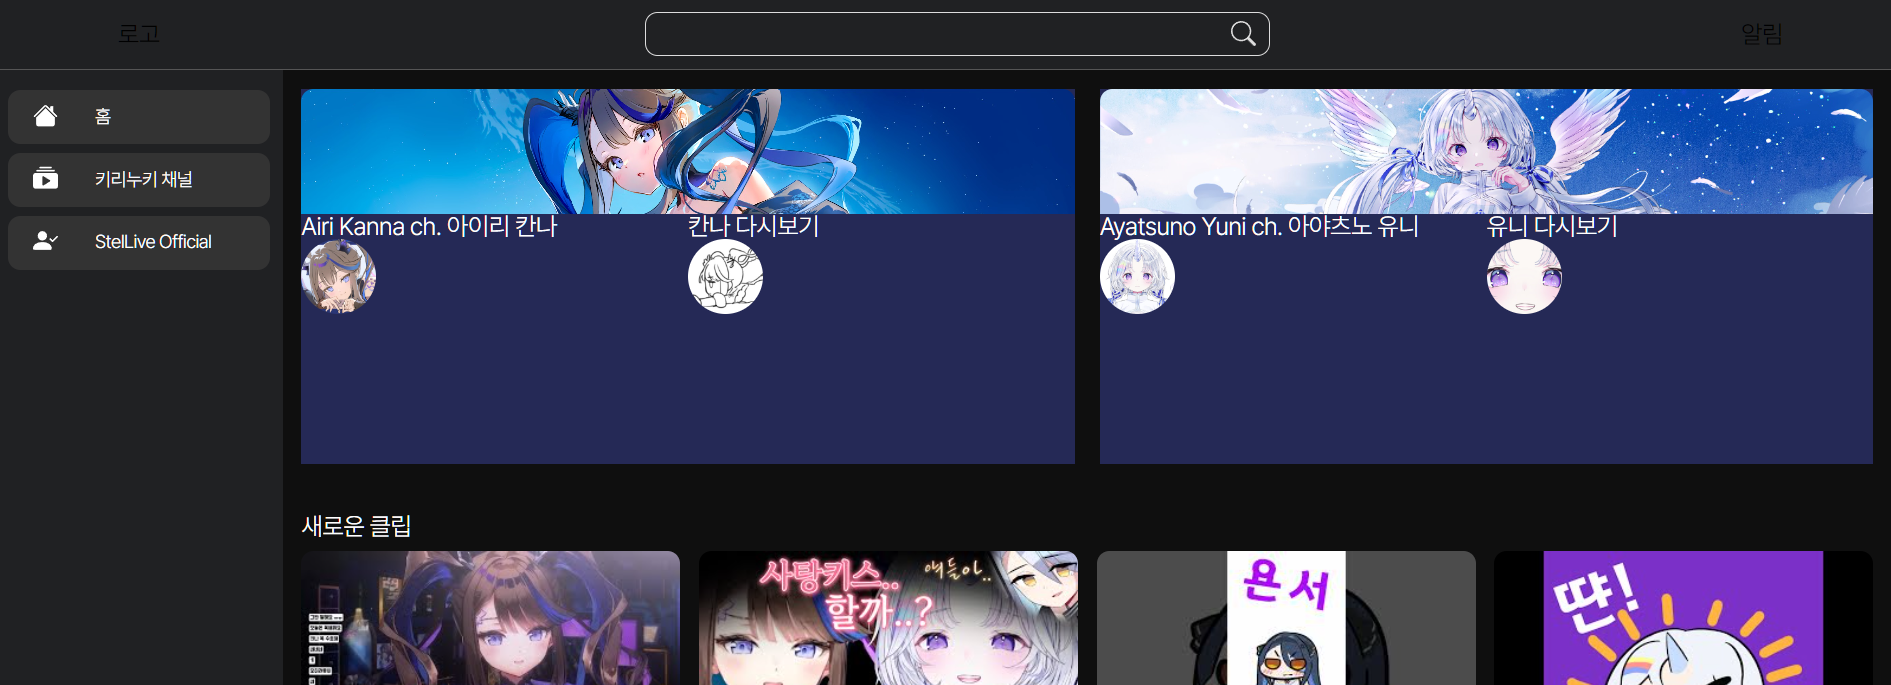 로고
알림
홈
키리누키 채널
StelLive Official
Airi Kanna ch. 아이리 칸나
칸나 다시보기
Ayatsuno Yuni ch. 아야츠노 유니
유니 다시보기
새로운 클립
사탕키스..
할까..?
얘들아..
욘서
땨!